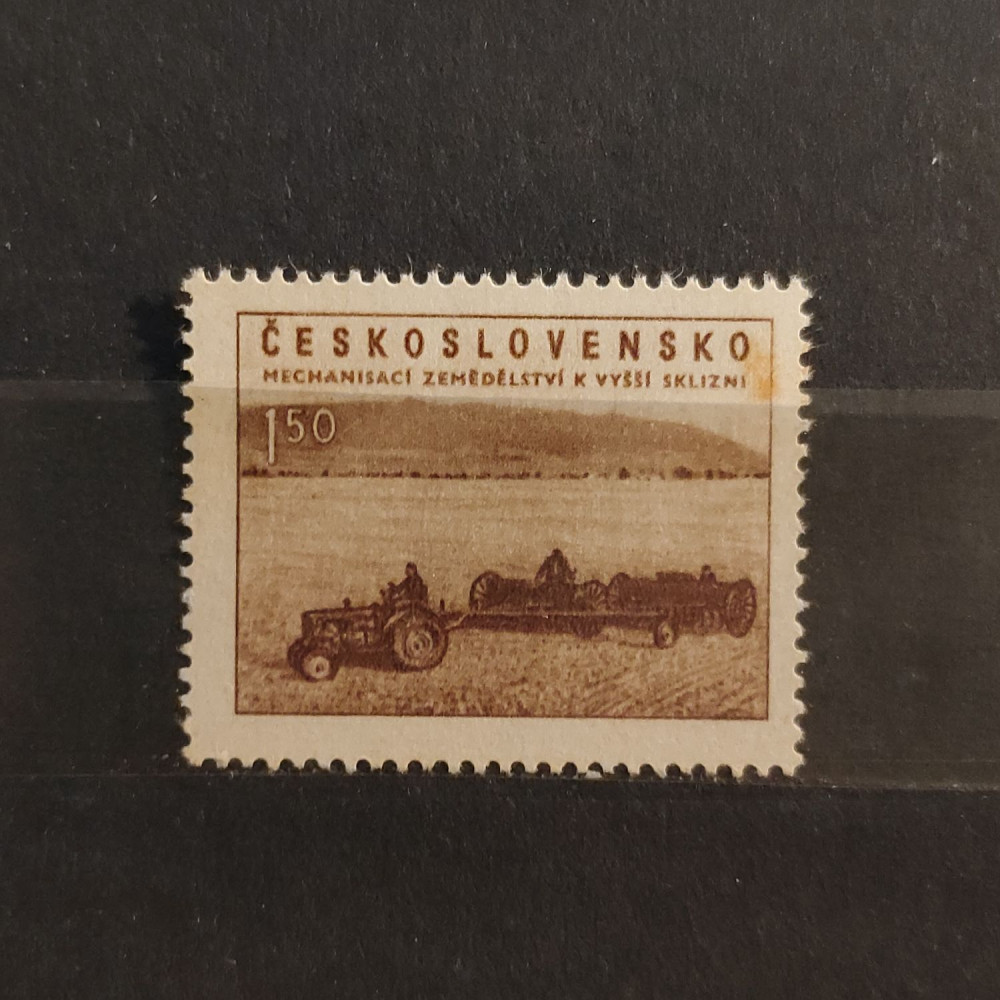 ČESKOSLOVENSKO
MECHANISACÍ ZEMĚDĚLSTVÍ K VYŠŠÍ SKLIZNI
1 50